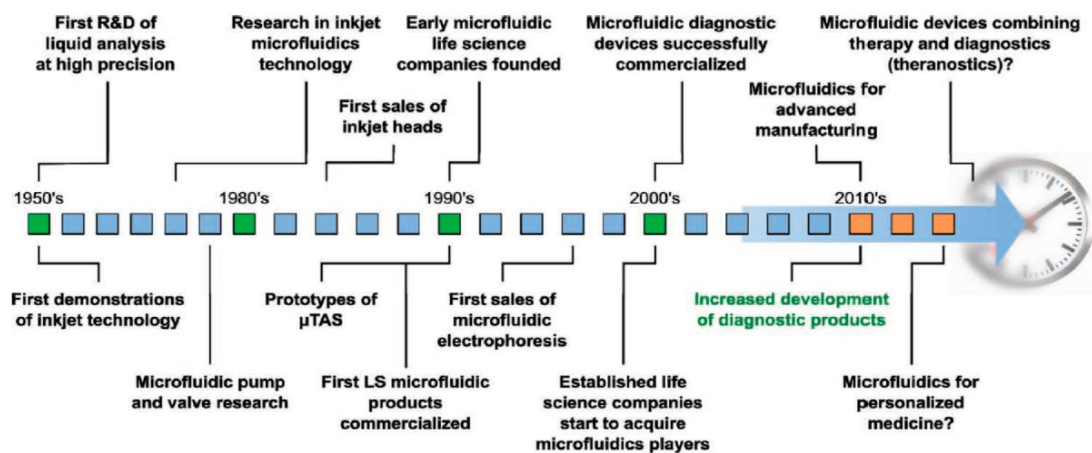 First R&D of
liquid analysis
at high precision
Research in inkjet
microfluidics
technology
Early microfluidic
life science
companies founded
Microfluidic diagnostic
devices successfully
commercialized
Microfluidic devices combining
therapy and diagnostics
(theranostics)?
First sales of
inkjet heads
Microfluidics for
advanced
manufacturing
1950's
1980's
1990's
2000's
2010's
First demonstrations
of inkjet technology
Prototypes of
µTAS
First sales of
microfluidic
electrophoresis
Increased development
of diagnostic products
Microfluidic pump
and valve research
First LS microfluidic
products
commercialized
Established life
science companies
start to acquire
microfluidics players
Microfluidics for
personalized
medicine?